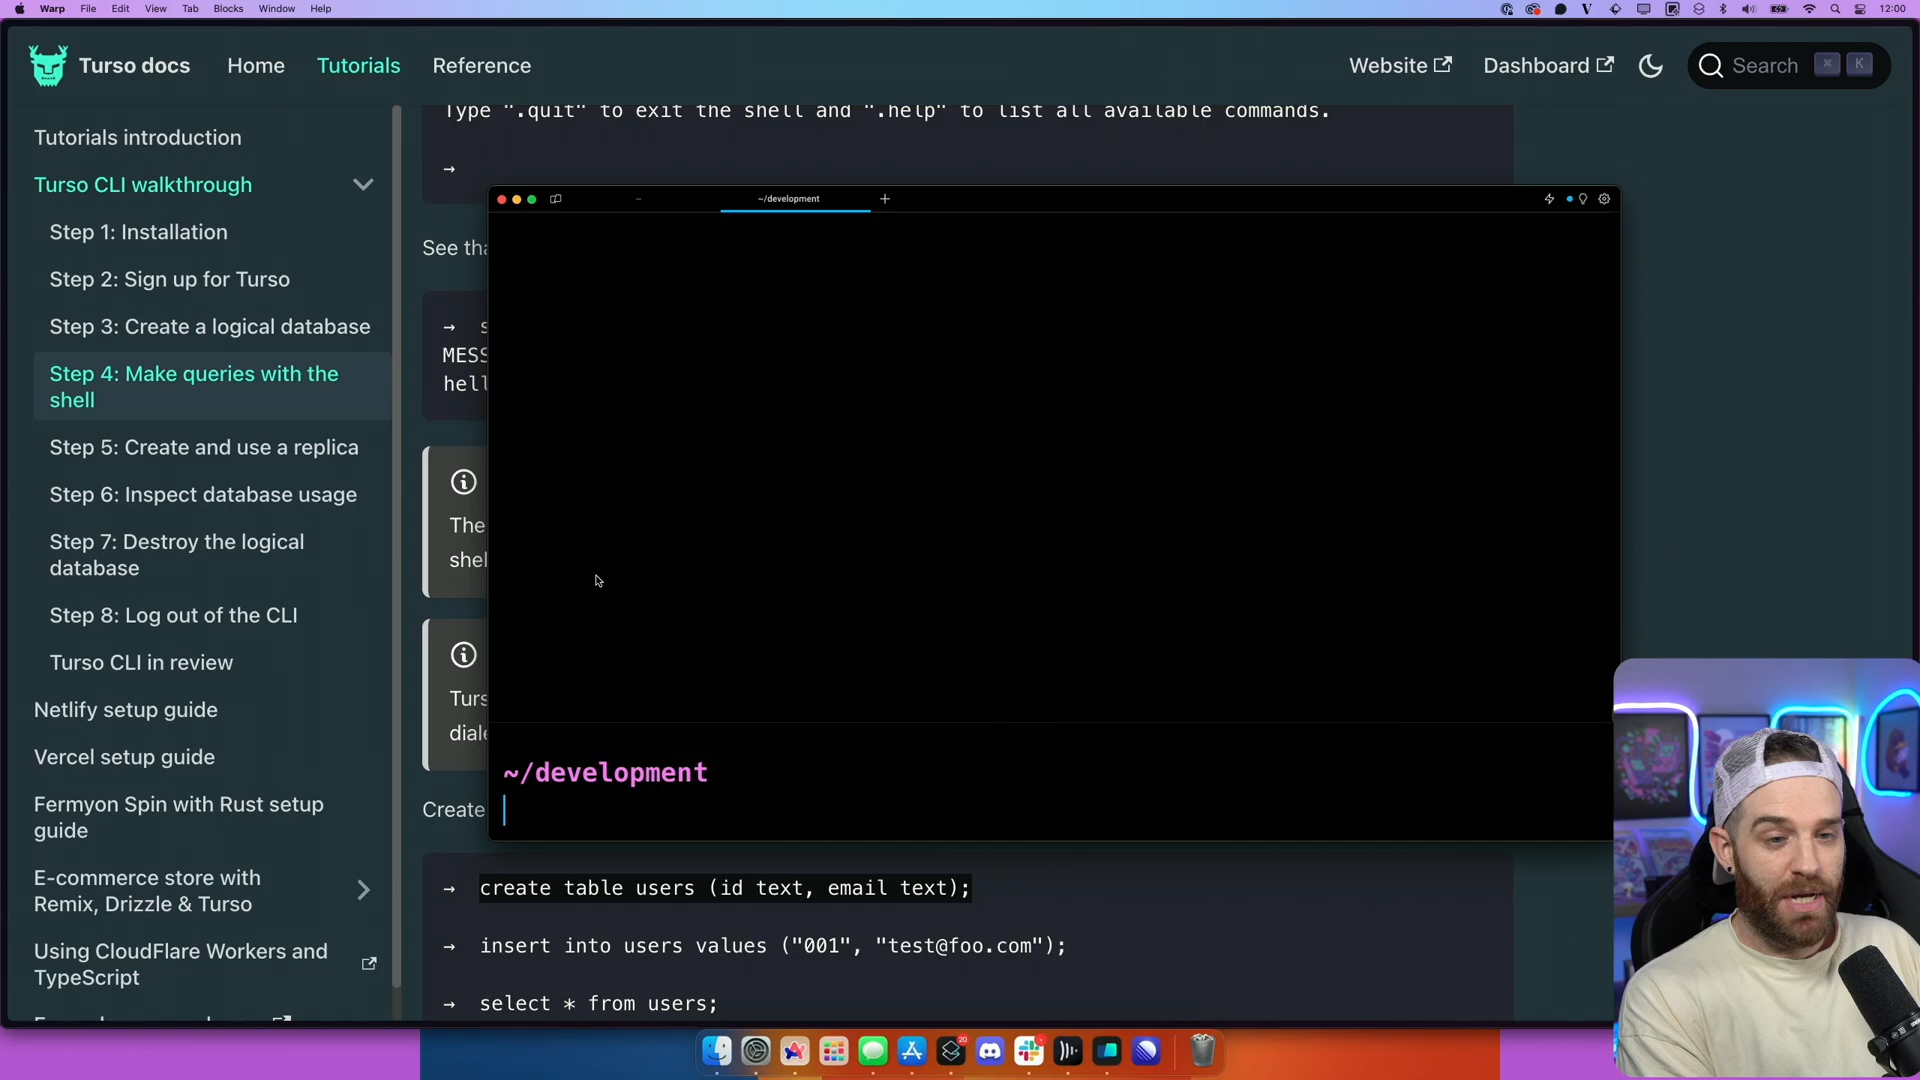 Warp File Edit View Tab Blocks Window Help
12:00
Turso docs Home Tutorials Reference
Website Dashboard Search ⌘ K
Tutorials introduction
Turso CLI walkthrough
Step 1: Installation
Step 2: Sign up for Turso
Step 3: Create a logical database
Step 4: Make queries with the
shell
Step 5: Create and use a replica
Step 6: Inspect database usage
Step 7: Destroy the logical
database
Step 8: Log out of the CLI
Turso CLI in review
Netlify setup guide
Vercel setup guide
Fermyon Spin with Rust setup
guide
E-commerce store with
Remix, Drizzle & Turso
Using CloudFlare Workers and
TypeScript
Type ".quit" to exit the shell and ".help" to list all available commands.
→
See tha
→ s
MESS
hell
The
shel
Turs
diale
Create
~
~/development
~/development
→ create table users (id text, email text);
→ insert into users values ("001", "test@foo.com");
→ select * from users;
20